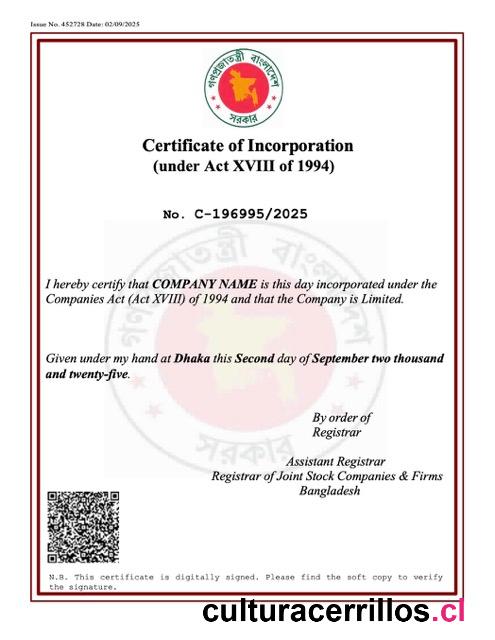 Issue No. 452728 Date: 02/09/2025
গণপ্রজাতন্ত্রী বাংলাদেশ
সরকার
Certificate of Incorporation
(under Act XVIII of 1994)
No. C-196995/2025
গণপ্রজাতন্ত্রী বাংলাদেশ
I hereby certify that COMPANY NAME is this day incorporated under the
Companies Act (Act XVIII) of 1994 and that the Company is Limited.
Given under my hand at Dhaka this Second day of September two thousand
and twenty-five.
By order of
Registrar
সরকার
Assistant Registrar
Registrar of Joint Stock Companies & Firms
Bangladesh
N.B. This certificate is digitally signed. Please find the soft copy to verify
the signature.
culturacerrillos.cl